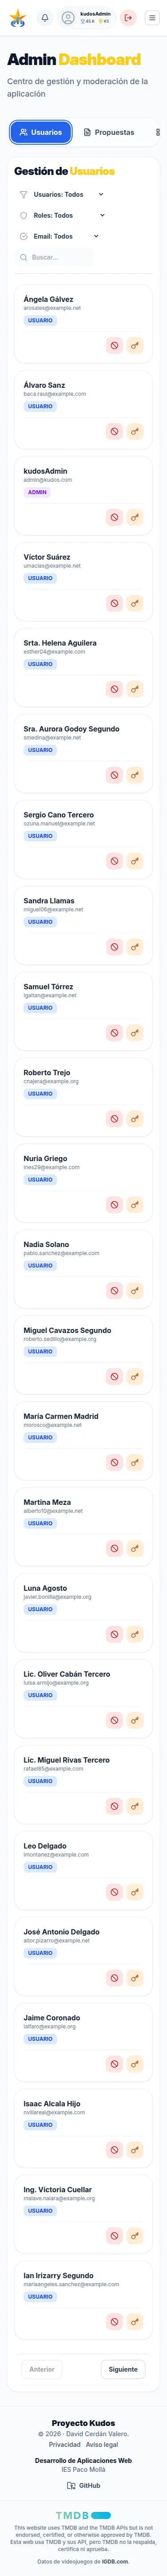 kudosAdmin
Admin Dashboard
Centro de gestión y moderación de la
aplicación
Usuarios
Propuestas
Gestión de Usuarios
Usuarios: Todos
Roles: Todos
Email: Todos
Buscar...
Ángela Gálvez
arosales@example.net
USUARIO
Álvaro Sanz
baca.raul@example.com
USUARIO
kudosAdmin
admin@kudos.com
ADMIN
Víctor Suárez
umacias@example.net
USUARIO
Srta. Helena Aguilera
esther04@example.com
USUARIO
Sra. Aurora Godoy Segundo
smedina@example.net
USUARIO
Sergio Cano Tercero
ozuna.manuel@example.com
USUARIO
Sandra Llamas
miguel06@example.net
USUARIO
Samuel Tórrez
igaitan@example.net
USUARIO
Roberto Trejo
cnajera@example.org
USUARIO
Nuria Griego
ines29@example.com
USUARIO
Nadia Solano
pablo.sanchez@example.com
USUARIO
Miguel Cavazos Segundo
roberto.sedillo@example.org
USUARIO
María Carmen Madrid
morosco@example.net
USUARIO
Martina Meza
alberto10@example.net
USUARIO
Luna Agosto
javier.bonilla@example.org
USUARIO
Lic. Oliver Cabán Tercero
luisa.armijo@example.org
USUARIO
Lic. Miguel Rivas Tercero
rafael85@example.com
USUARIO
Leo Delgado
imontanez@example.com
USUARIO
José Antonio Delgado
aitor.pizarro@example.net
USUARIO
Jaime Coronado
lalfaro@example.org
USUARIO
Isaac Alcala Hijo
nvillareal@example.com
USUARIO
Ing. Victoria Cuellar
malave.naiara@example.org
USUARIO
Ian Irizarry Segundo
mariaangeles.sanchez@example.com
USUARIO
Anterior
Siguiente
Proyecto Kudos
© 2026 · David Cerdán Valero.
Privacidad Aviso legal
Desarrollo de Aplicaciones Web
IES Paco Mollà
GitHub
TMDB
This website uses TMDB and the TMDB APIs but is not
endorsed, certified, or otherwise approved by TMDB.
Esta web usa TMDB y sus API, pero TMDB no la respalda,
certifica ni aprueba.
Datos de videojuegos de IGDB.com.